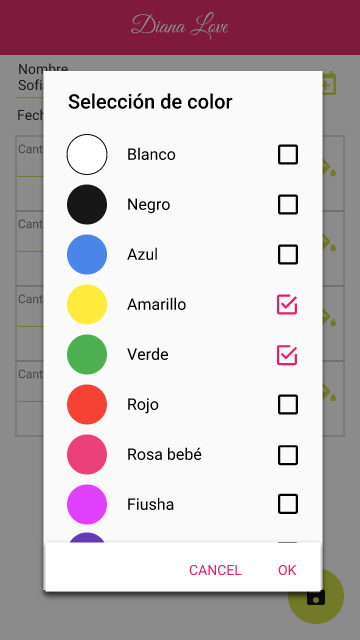 Diana Love
Nombre
Sofi
Fech
Selección de color
Cant
Blanco
Negro
Cant
Azul
Cant
Amarillo
Verde
Cant
Rojo
Rosa bebé
Fiusha
CANCEL OK